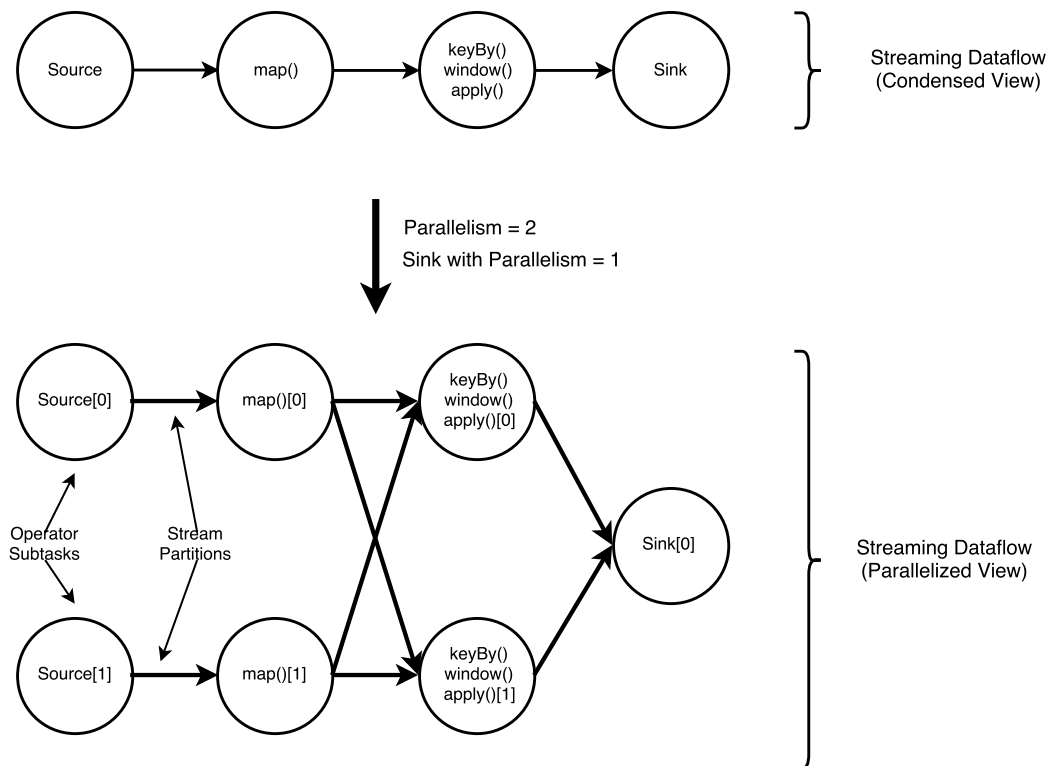 Source
map()
keyBy()
window()
apply()
Sink
Streaming Dataflow
(Condensed View)
Parallelism = 2
Sink with Parallelism = 1
Source[0]
map()[0]
keyBy()
window()
apply()[0]
Operator
Subtasks
Stream
Partitions
Sink[0]
Streaming Dataflow
(Parallelized View)
Source[1]
map()[1]
keyBy()
window()
apply()[1]